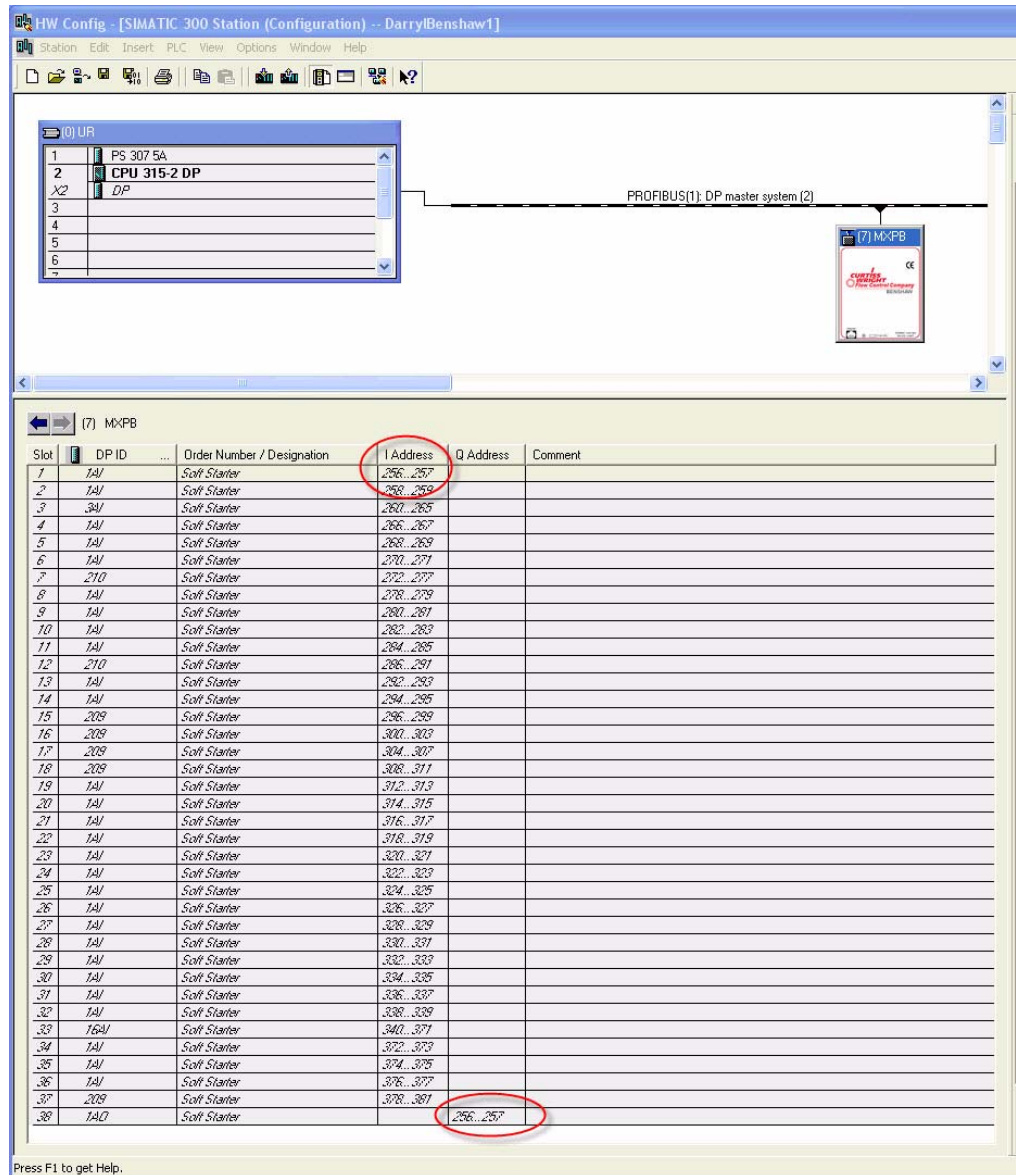 HW Config - [SIMATIC 300 Station (Configuration) -- DarrylBenshaw1]
Station Edit Insert PLC View Options Window Help
(0) UR
1 PS 307 5A
2 CPU 315-2 DP
X2 DP
3
4
5
6
7
PROFIBUS(1): DP master system (2)
(7) MXPB
CE
CURTISS
WRIGHT
Flow Control Company
BENSHAW
(7) MXPB
Slot DP ID ... Order Number / Designation I Address Q Address Comment
1 1AI Soft Starter 256...257
2 1AI Soft Starter 258...259
3 3AI Soft Starter 260...265
4 1AI Soft Starter 266...267
5 1AI Soft Starter 268...269
6 1AI Soft Starter 270...271
7 210 Soft Starter 272...277
8 1AI Soft Starter 278...279
9 1AI Soft Starter 280...281
10 1AI Soft Starter 282...283
11 1AI Soft Starter 284...285
12 210 Soft Starter 286...291
13 1AI Soft Starter 292...293
14 1AI Soft Starter 294...295
15 209 Soft Starter 296...299
16 209 Soft Starter 300...303
17 209 Soft Starter 304...307
18 209 Soft Starter 308...311
19 1AI Soft Starter 312...313
20 1AI Soft Starter 314...315
21 1AI Soft Starter 316...317
22 1AI Soft Starter 318...319
23 1AI Soft Starter 320...321
24 1AI Soft Starter 322...323
25 1AI Soft Starter 324...325
26 1AI Soft Starter 326...327
27 1AI Soft Starter 328...329
28 1AI Soft Starter 330...331
29 1AI Soft Starter 332...333
30 1AI Soft Starter 334...335
31 1AI Soft Starter 336...337
32 1AI Soft Starter 338...339
33 16AI Soft Starter 340...371
34 1AI Soft Starter 372...373
35 1AI Soft Starter 374...375
36 1AI Soft Starter 376...377
37 209 Soft Starter 378...381
38 1AO Soft Starter 256...257
Press F1 to get Help.